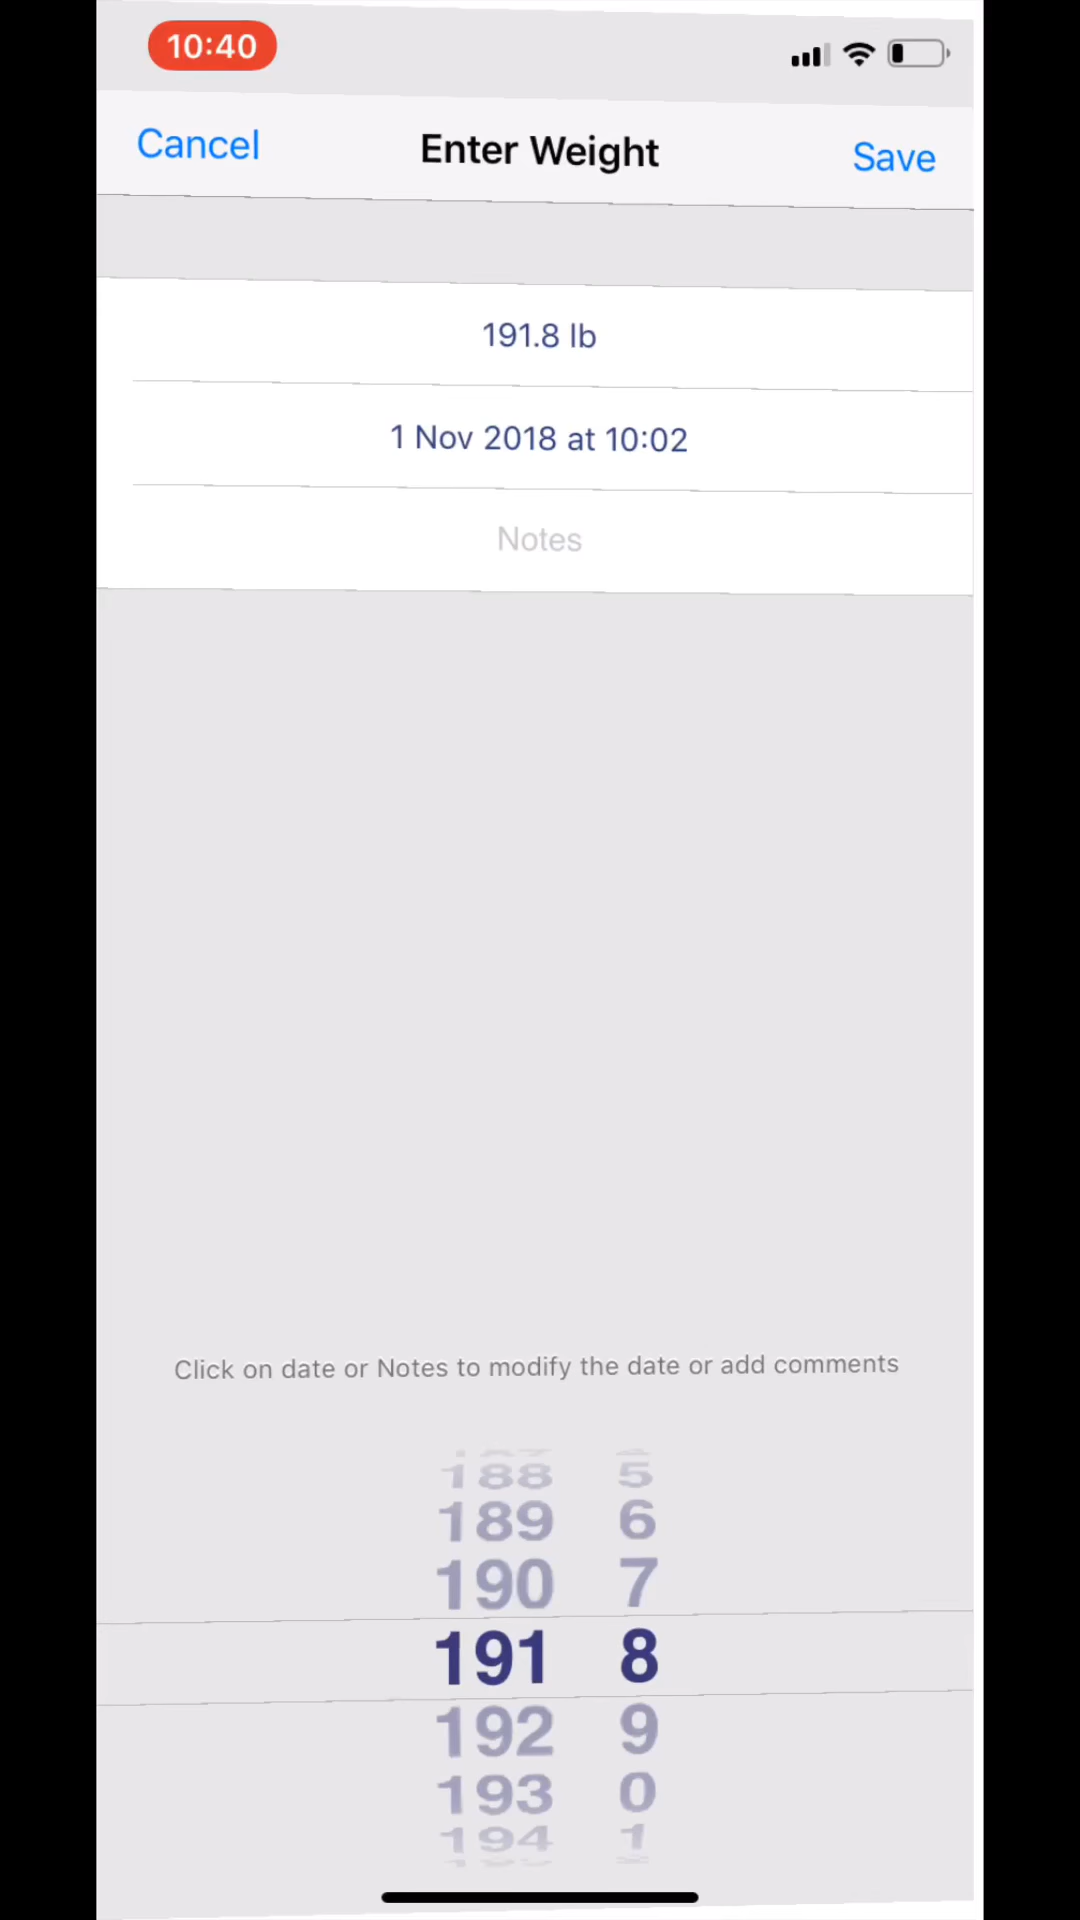 10:40
Cancel Enter Weight Save
191.8 lb
1 Nov 2018 at 10:02
Notes
Click on date or Notes to modify the date or add comments
188 5
189 6
190 7
191 8
192 9
193 0
194 1